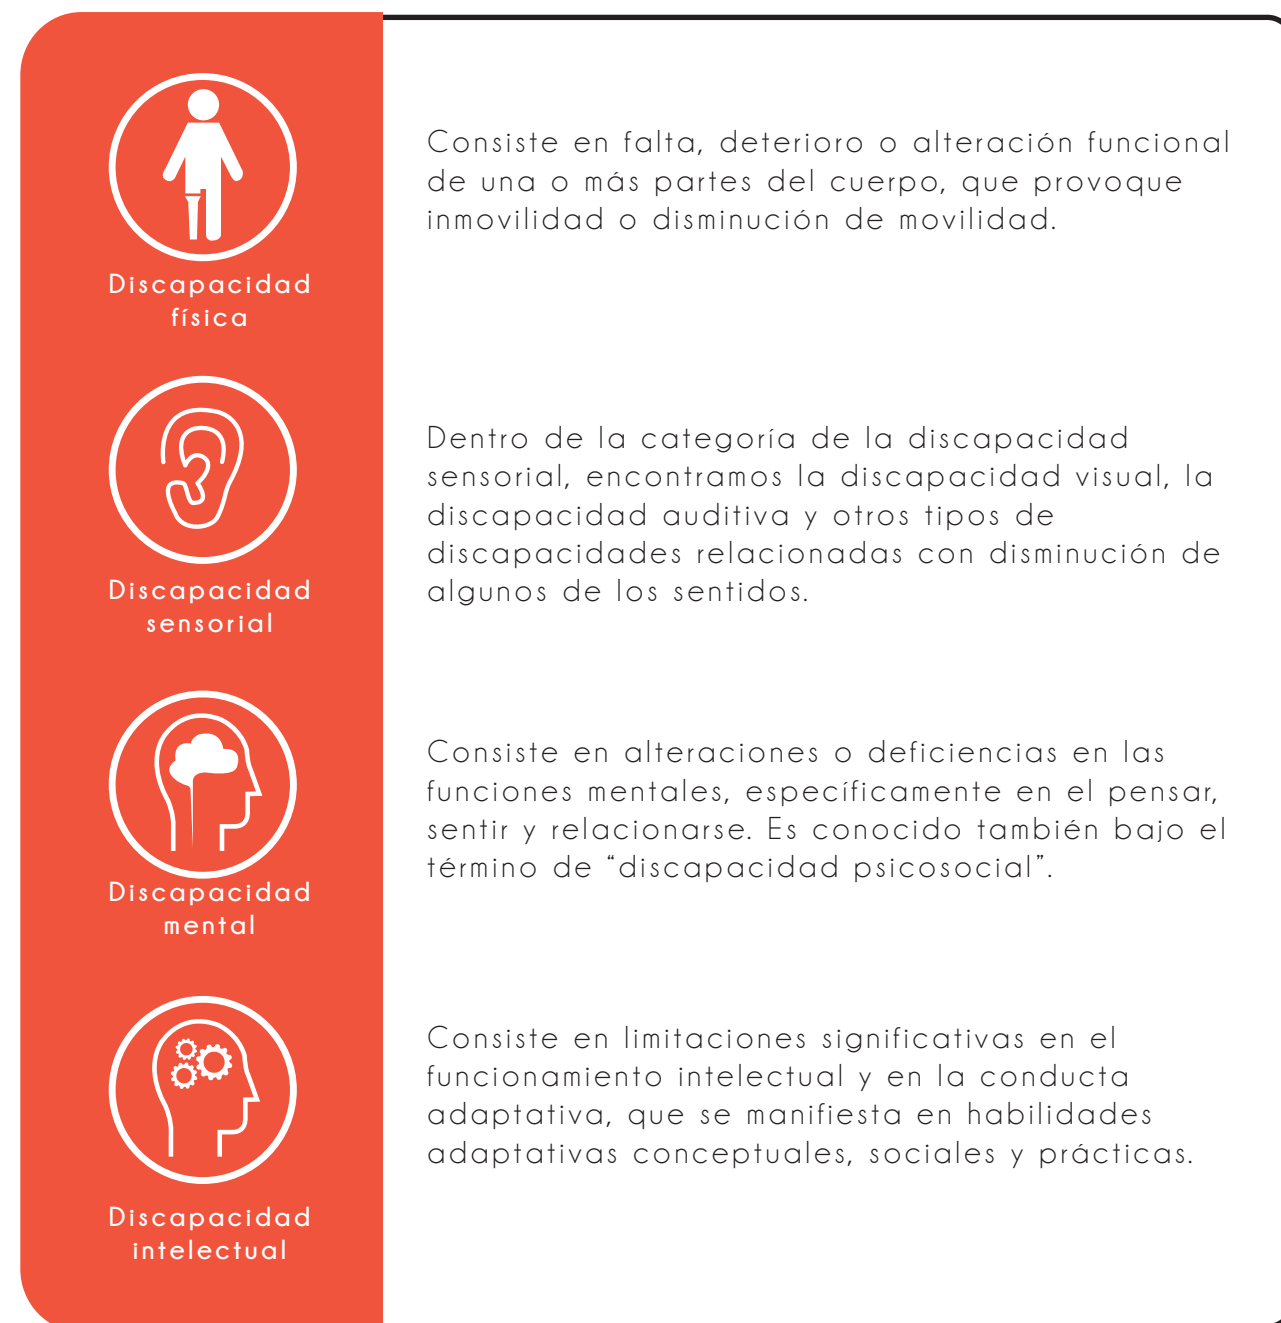 Discapacidad
física
Consiste en falta, deterioro o alteración funcional
de una o más partes del cuerpo, que provoque
inmovilidad o disminución de movilidad.
Discapacidad
sensorial
Dentro de la categoría de la discapacidad
sensorial, encontramos la discapacidad visual, la
discapacidad auditiva y otros tipos de
discapacidades relacionadas con disminución de
algunos de los sentidos.
Discapacidad
mental
Consiste en alteraciones o deficiencias en las
funciones mentales, específicamente en el pensar,
sentir y relacionarse. Es conocido también bajo el
término de “discapacidad psicosocial”.
Discapacidad
intelectual
Consiste en limitaciones significativas en el
funcionamiento intelectual y en la conducta
adaptativa, que se manifiesta en habilidades
adaptativas conceptuales, sociales y prácticas.